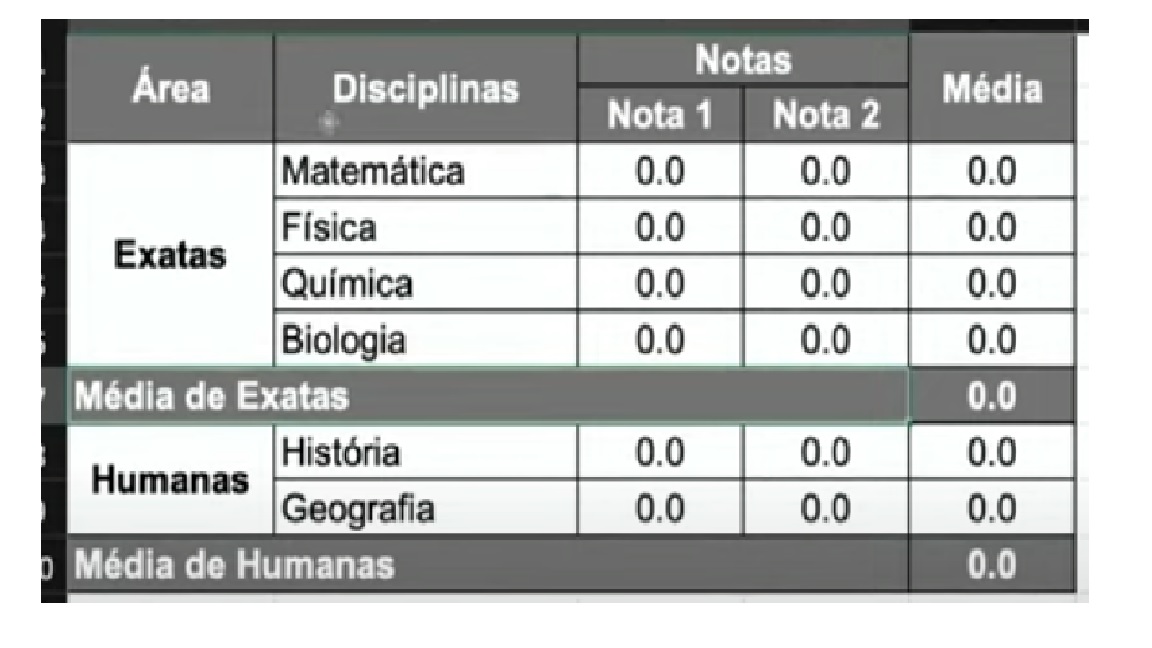 Área Disciplinas Notas Média
Nota 1 Nota 2
Exatas Matemática 0.0 0.0 0.0
Física 0.0 0.0 0.0
Química 0.0 0.0 0.0
Biologia 0.0 0.0 0.0
Média de Exatas 0.0
Humanas História 0.0 0.0 0.0
Geografia 0.0 0.0 0.0
Média de Humanas 0.0